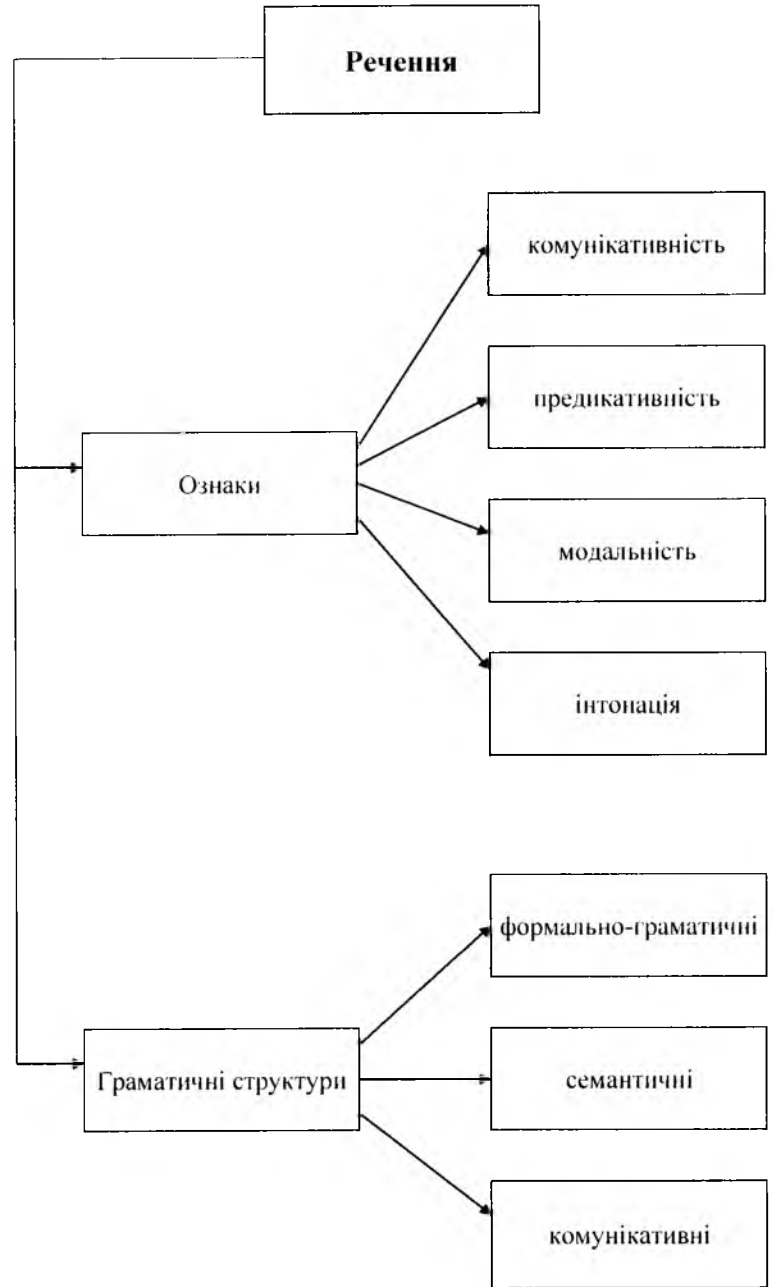 Речення
комунікативність
предикативність
Ознаки
модальність
інтонація
формально-граматичні
Граматичні структури
семантичні
комунікативні